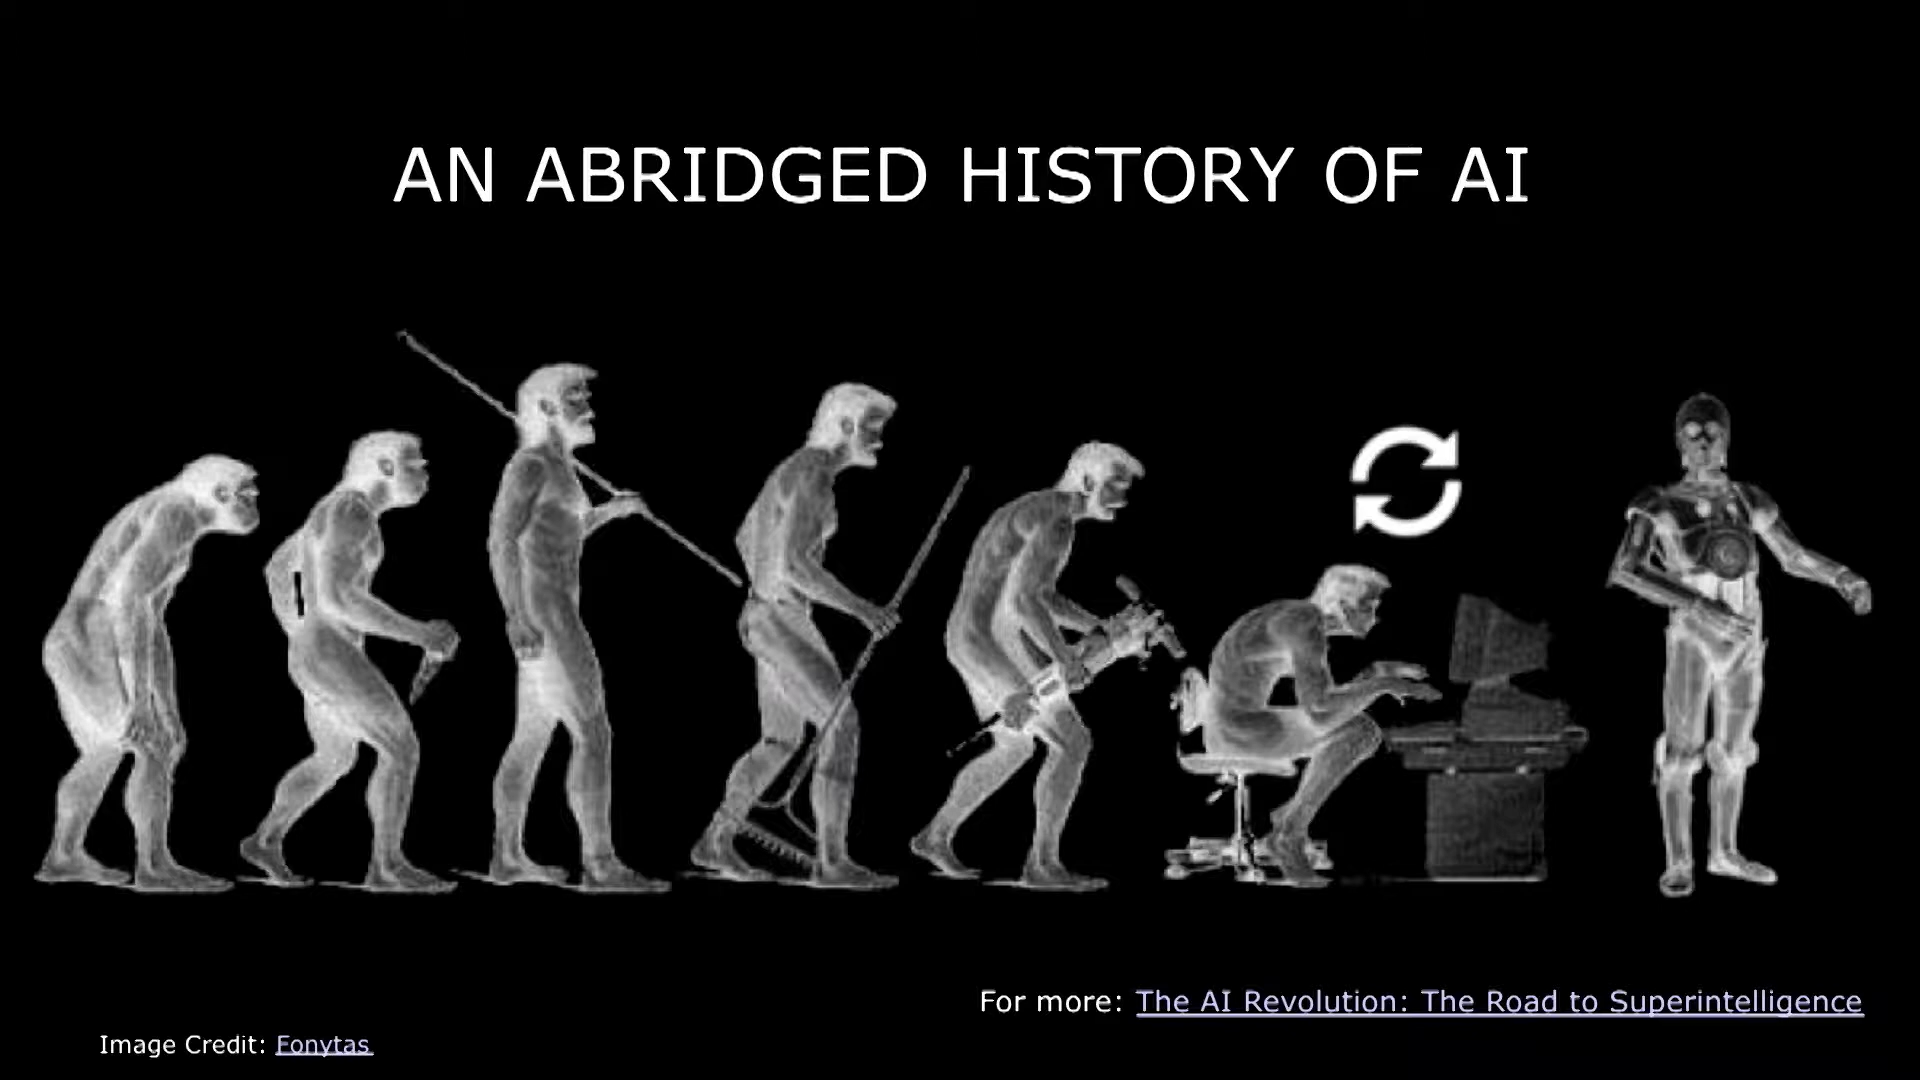 AN ABRIDGED HISTORY OF AI
For more: The AI Revolution: The Road to Superintelligence
Image Credit: Fonytas